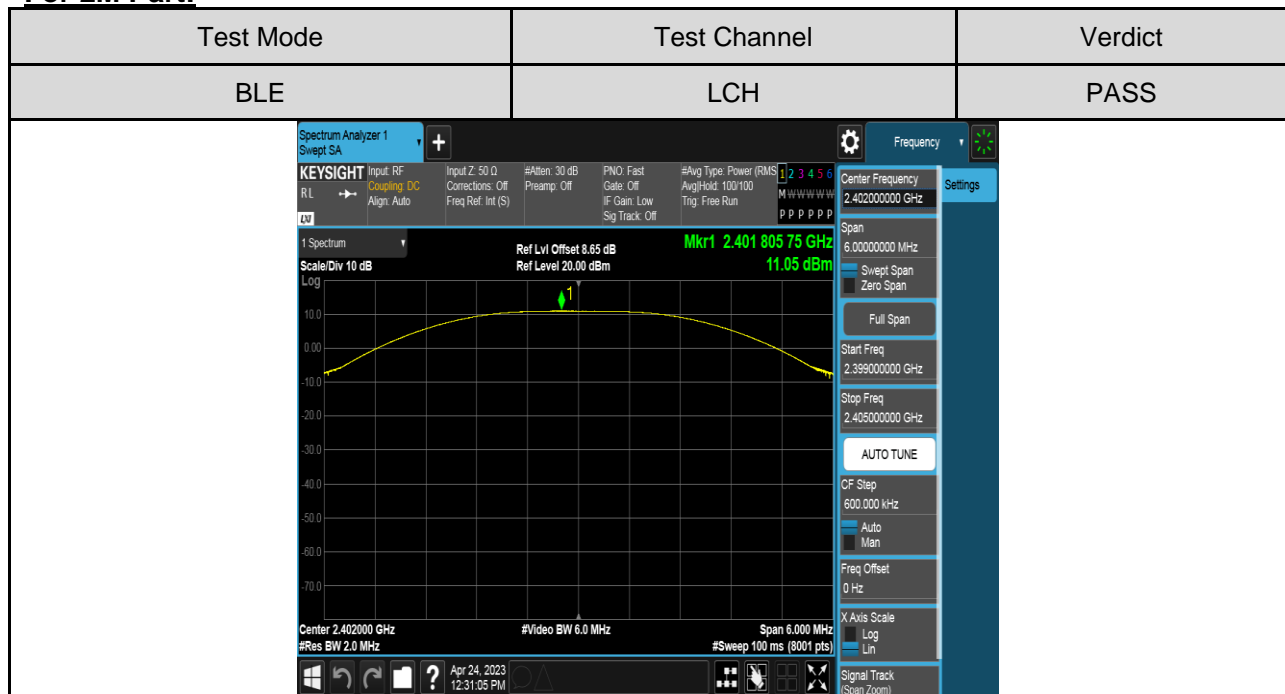 For 2M Part:
Test Mode Test Channel Verdict
BLE LCH PASS
Spectrum Analyzer 1
Swept SA
+
Frequency
KEYSIGHT
RL
LXI
Input: RF
Coupling: DC
Align: Auto
Input Z: 50 Ω
Corrections: Off
Freq Ref: Int (S)
#Atten: 30 dB
Preamp: Off
PNO: Fast
Gate: Off
IF Gain: Low
Sig Track: Off
#Avg Type: Power (RMS
Avg|Hold: 100/100
Trig: Free Run
1 2 3 4 5 6
M W W W W W
P P P P P P
1 Spectrum
Scale/Div 10 dB
Log
Ref Lvl Offset 8.65 dB
Ref Level 20.00 dBm
Mkr1 2.401 805 75 GHz
11.05 dBm
1
10.0
0.00
-10.0
-20.0
-30.0
-40.0
-50.0
-60.0
-70.0
Center 2.402000 GHz
#Res BW 2.0 MHz
#Video BW 6.0 MHz
Span 6.000 MHz
#Sweep 100 ms (8001 pts)
?
Apr 24, 2023
12:31:05 PM
Settings
Center Frequency
2.402000000 GHz
Span
6.00000000 MHz
Swept Span
Zero Span
Full Span
Start Freq
2.399000000 GHz
Stop Freq
2.405000000 GHz
AUTO TUNE
CF Step
600.000 kHz
Auto
Man
Freq Offset
0 Hz
X Axis Scale
Log
Lin
Signal Track
(Span Zoom)